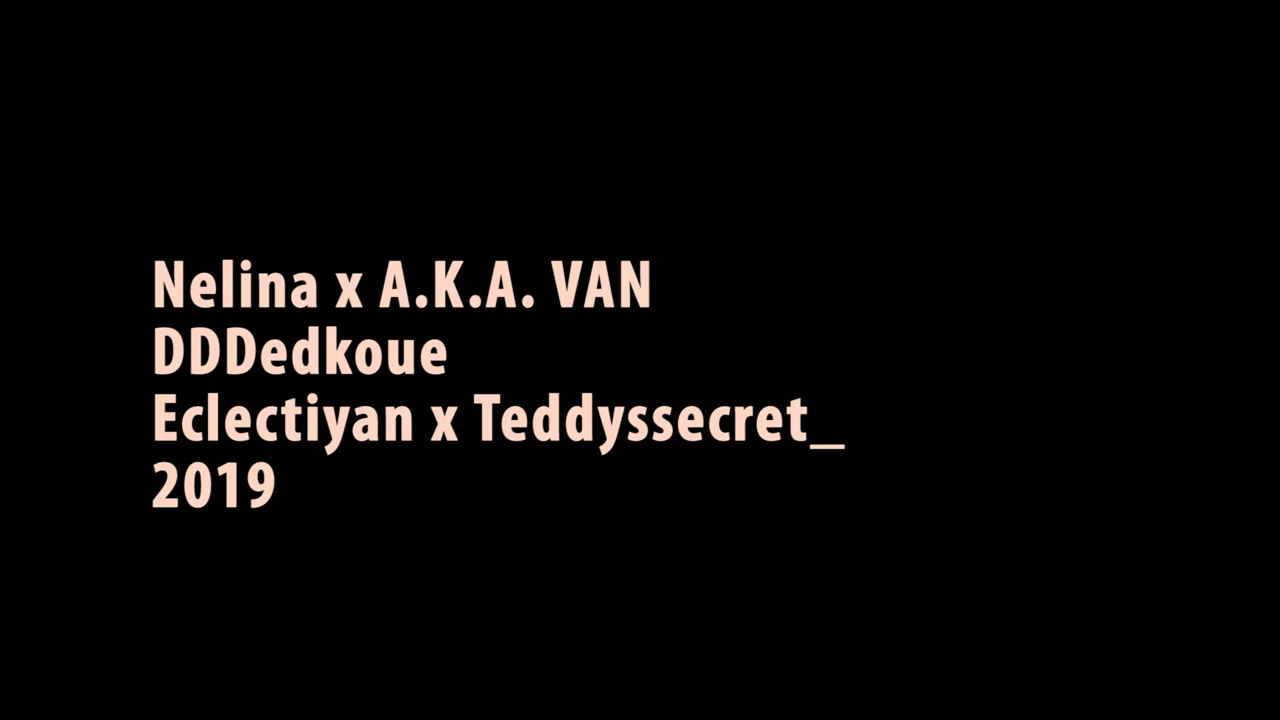 Nelina x A.K.A. VAN
DDDedkoue
Eclectiyan x Teddyssecret_
2019